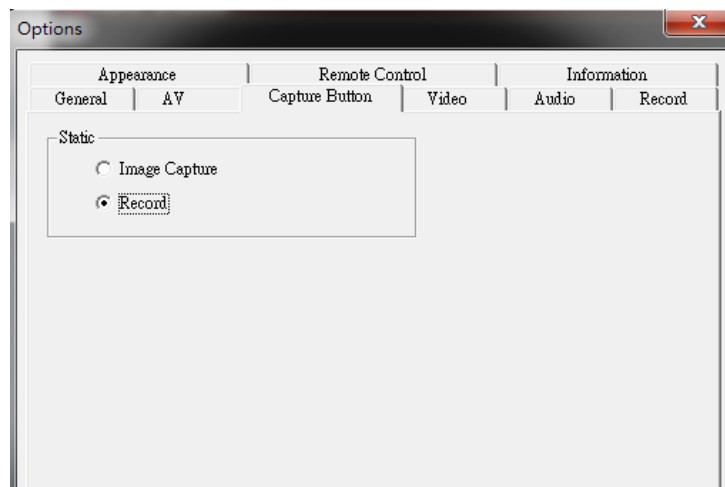 Options
Appearance Remote Control Information
General AV Capture Button Video Audio Record
Static
Image Capture
Record